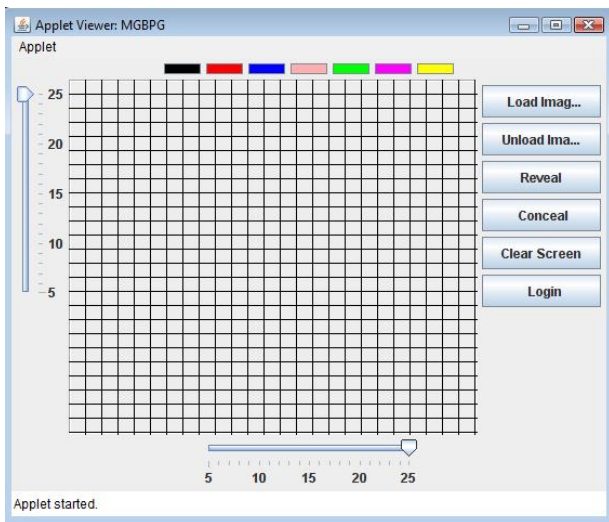 Applet Viewer: MGBPG
Applet
25
20
15
10
5
Load Imag...
Unload Ima...
Reveal
Conceal
Clear Screen
Login
5 10 15 20 25
Applet started.